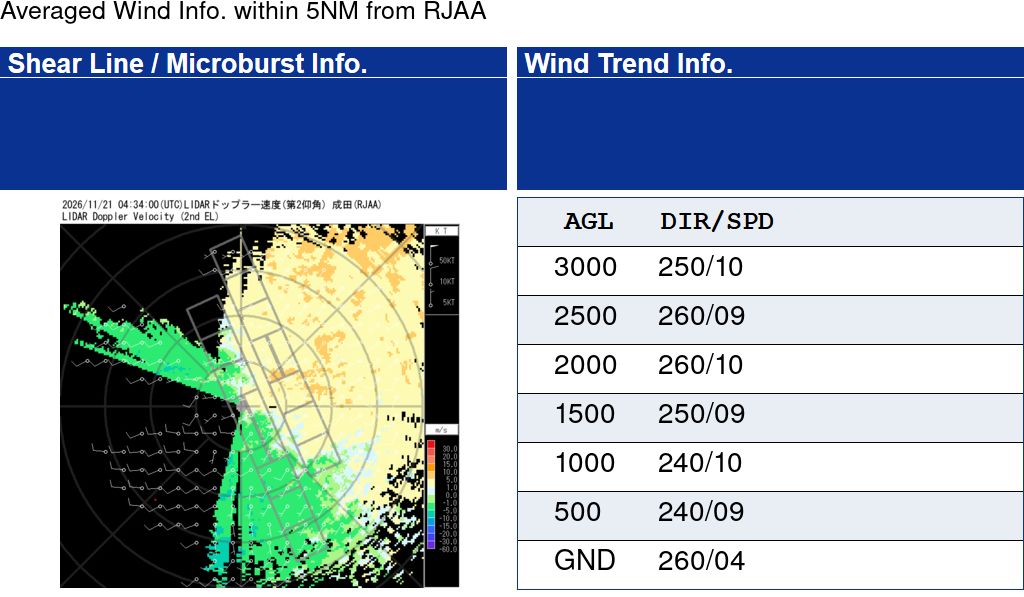 Averaged Wind Info. within 5NM from RJAA
Shear Line / Microburst Info.
Wind Trend Info.
2026/11/21 04:34:00(UTC)LIDARドップラー速度(第2仰角) 成田(RJAA)
LIDAR Doppler Velocity (2nd EL)
K T
50KT
10KT
5KT
m/s
30.0
20.0
15.0
10.0
5.0
1.0
0.0
-1.0
-5.0
-10.0
-15.0
-20.0
-30.0
-60.0
AGL DIR/SPD
3000 250/10
2500 260/09
2000 260/10
1500 250/09
1000 240/10
500 240/09
GND 260/04